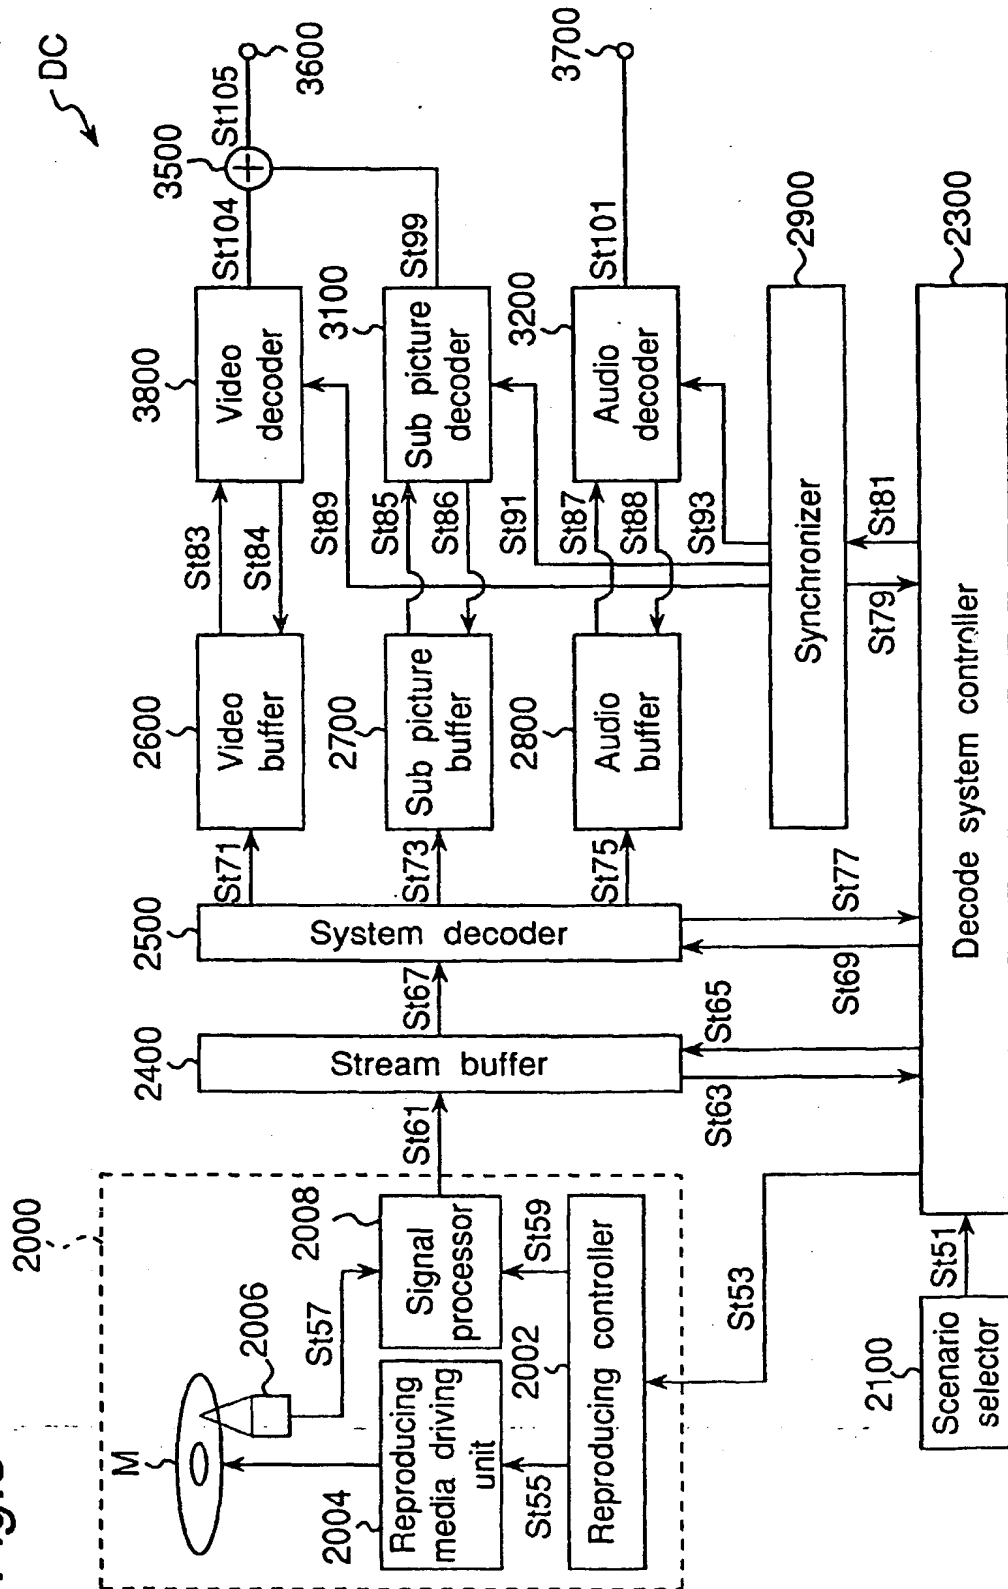 DC
2000
M
2006
St57
2004
Reproducing
media driving
unit
2008
Signal
processor
St55
St59
2002
Reproducing controller
St53
2100
Scenario
selector
St51
St61
2400
Stream buffer
St63
St65
St67
2500
System decoder
St69
St77
St71
St73
St75
2600
Video
buffer
2700
Sub picture
buffer
2800
Audio
buffer
St83
St84
St89
St85
St86
St91
St87
St88
St93
3800
Video
decoder
3100
Sub picture
decoder
3200
Audio
decoder
St104
3500
St105
3600
St99
St101
3700
2900
Synchronizer
St79
St81
2300
Decode system controller